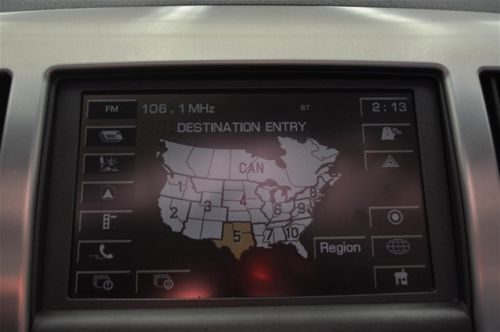 FM 106.1 MHz ST 2:13
DESTINATION ENTRY
CAN
1
2
3
4
5
6
7
8
9
10
Region